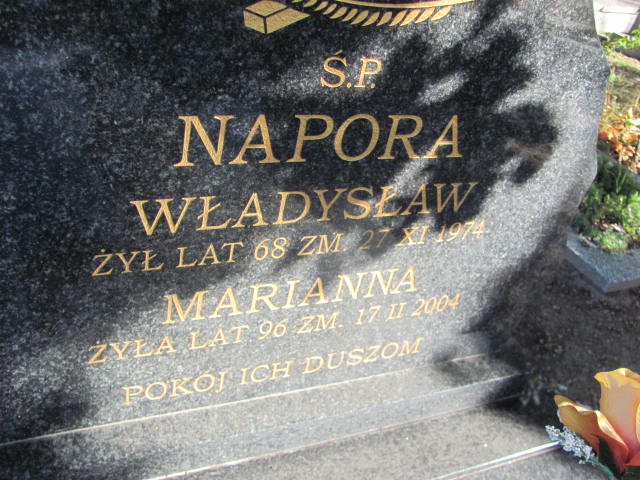 Ś.P.
NAPORA
WŁADYSŁAW
ŻYŁ LAT 68 ZM. 27 XI 1974
MARIANNA
ŻYŁA LAT 96 ZM. 17 II 2004
POKÓJ ICH DUSZOM